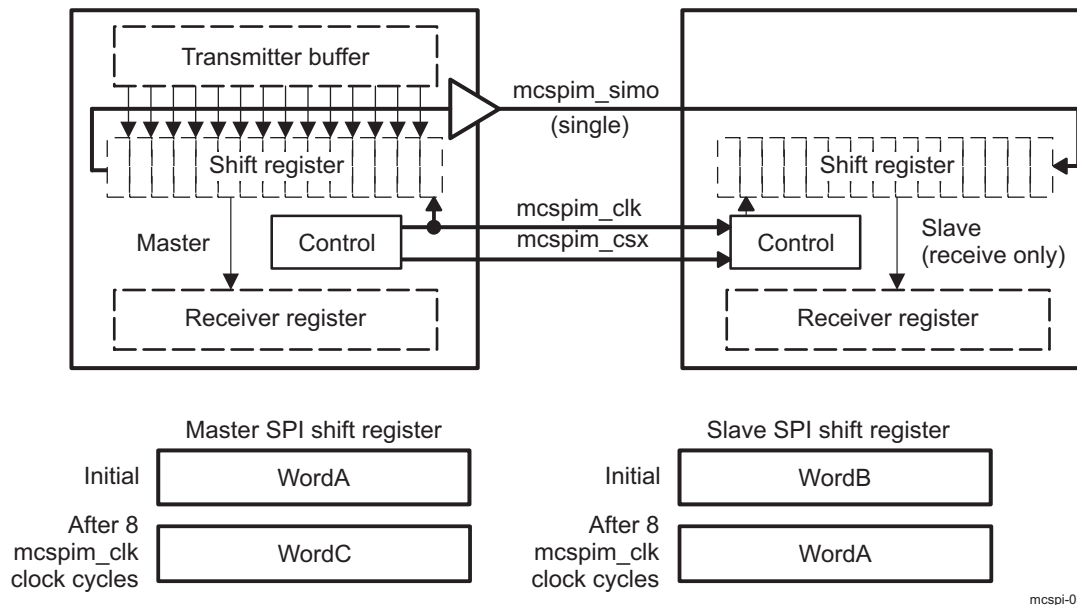 Transmitter buffer
mcspim_simo
(single)
Shift register
Shift register
mcspim_clk
Master
Control
mcspim_csx
Control
Slave
(receive only)
Receiver register
Receiver register
Master SPI shift register
Slave SPI shift register
Initial
WordA
Initial
WordB
After 8
mcspim_clk
clock cycles
WordC
After 8
mcspim_clk
clock cycles
WordA